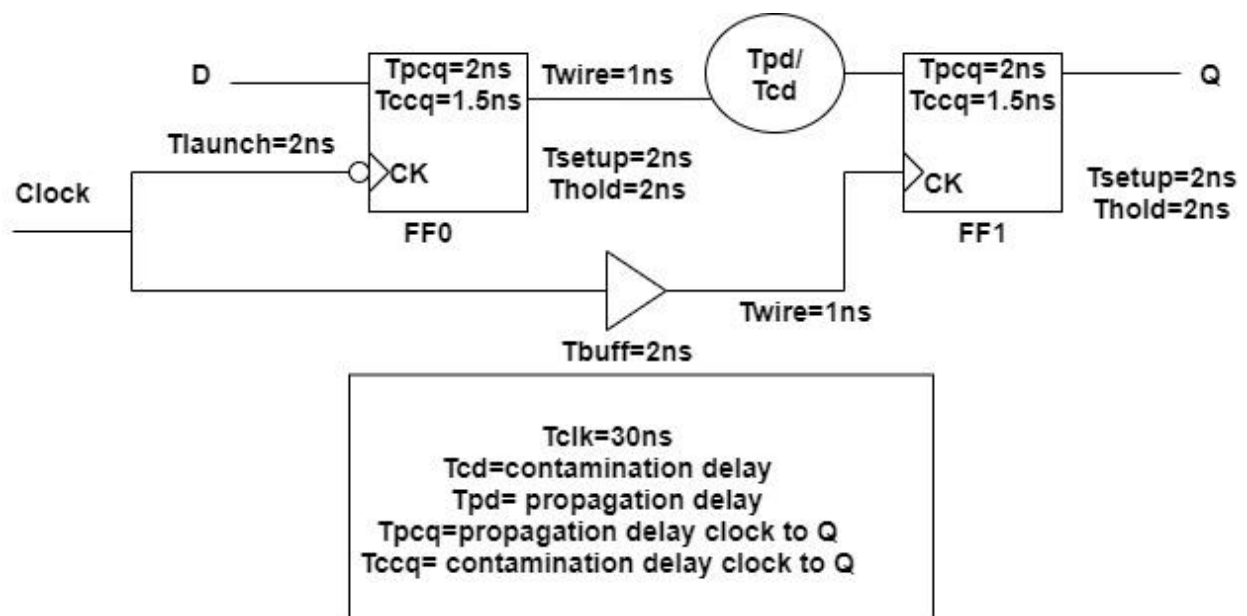 D
Tpcq=2ns
Tccq=1.5ns
Twire=1ns
Tpd/
Tcd
Tpcq=2ns
Tccq=1.5ns
Q
Tlaunch=2ns
CK
Tsetup=2ns
Thold=2ns
CK
Tsetup=2ns
Thold=2ns
Clock
FF0
FF1
Twire=1ns
Tbuff=2ns
Tclk=30ns
Tcd=contamination delay
Tpd= propagation delay
Tpcq=propagation delay clock to Q
Tccq= contamination delay clock to Q